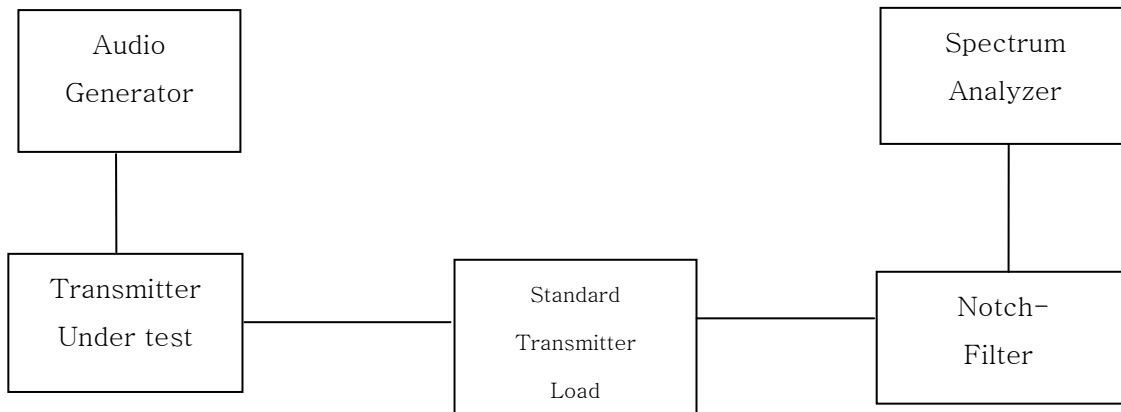 Audio
Generator
Spectrum
Analyzer
Transmitter
Under test
Standard
Transmitter
Load
Notch-
Filter